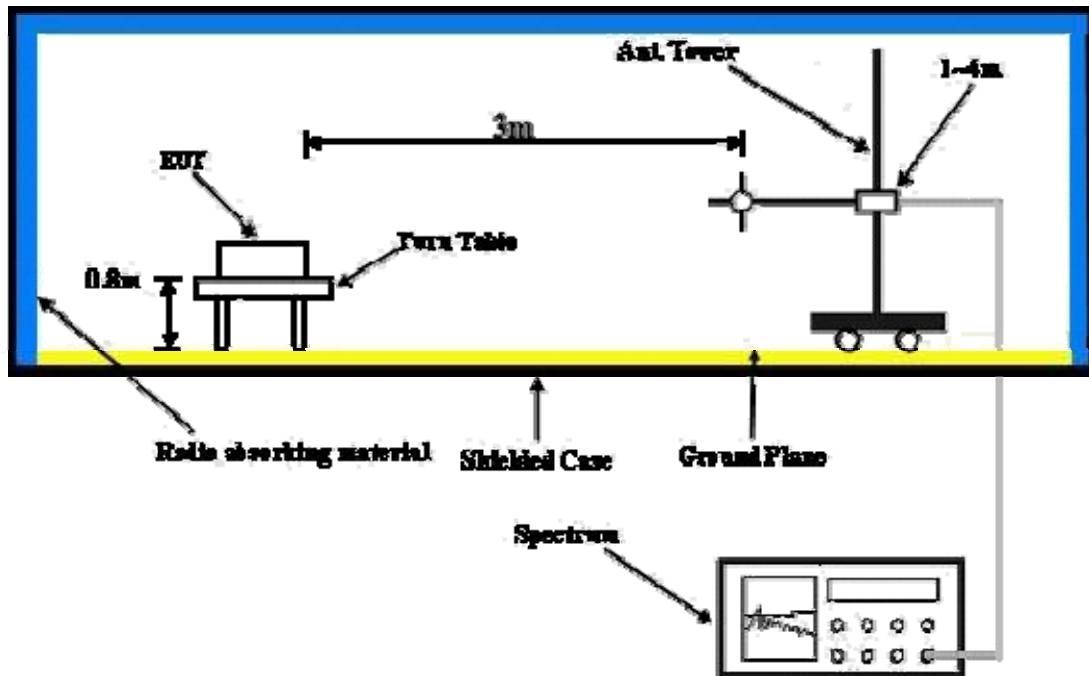 Ant. Tower
1~4m
3m
EUT
Turn Table
0.8m
Radio absorbing material
Shielded Case
Ground Plane
Spectrum